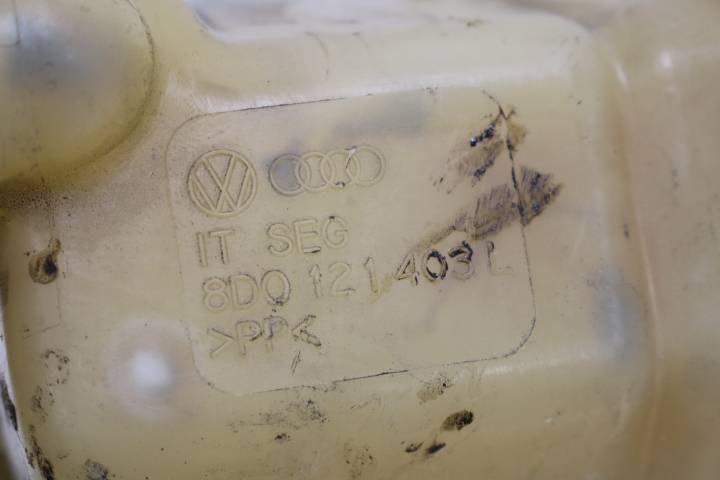 IT SEG
8D0 121 403 L
>PP<